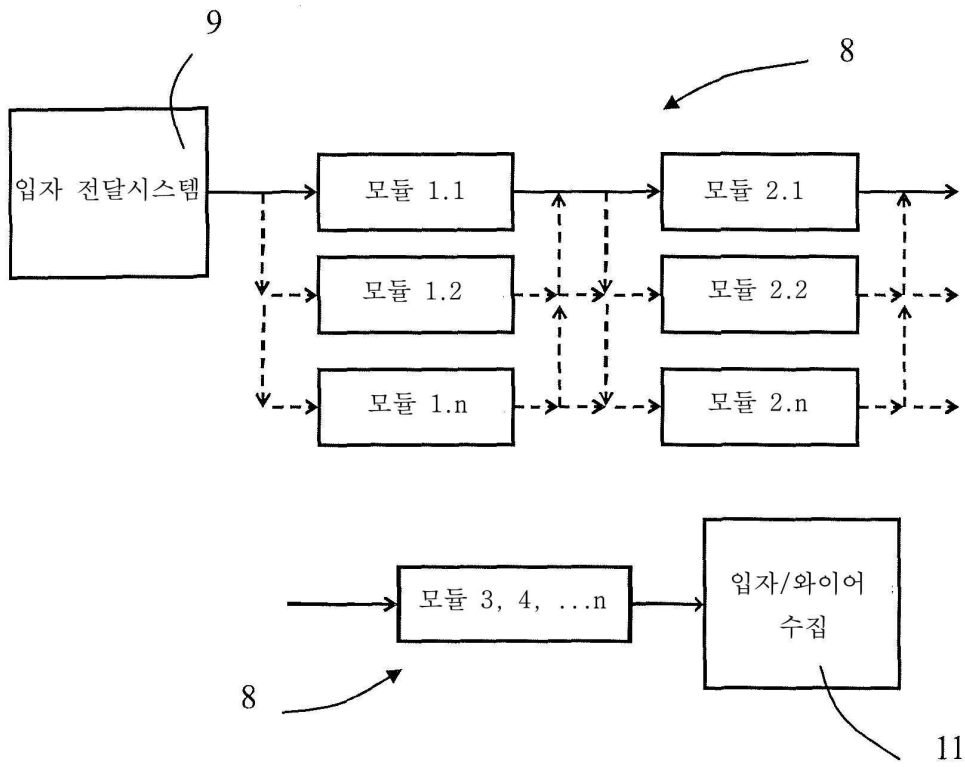 9
8
입자 전달시스템
모듈 1.1
모듈 2.1
모듈 1.2
모듈 2.2
모듈 1.n
모듈 2.n
모듈 3, 4, ...n
입자/와이어
수집
8
11